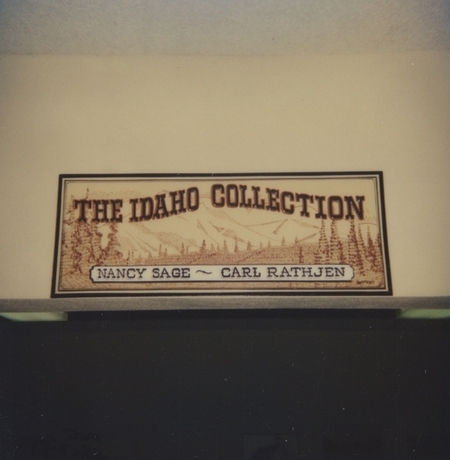 THE IDAHO COLLECTION
NANCY SAGE ~ CARL RATHJEN